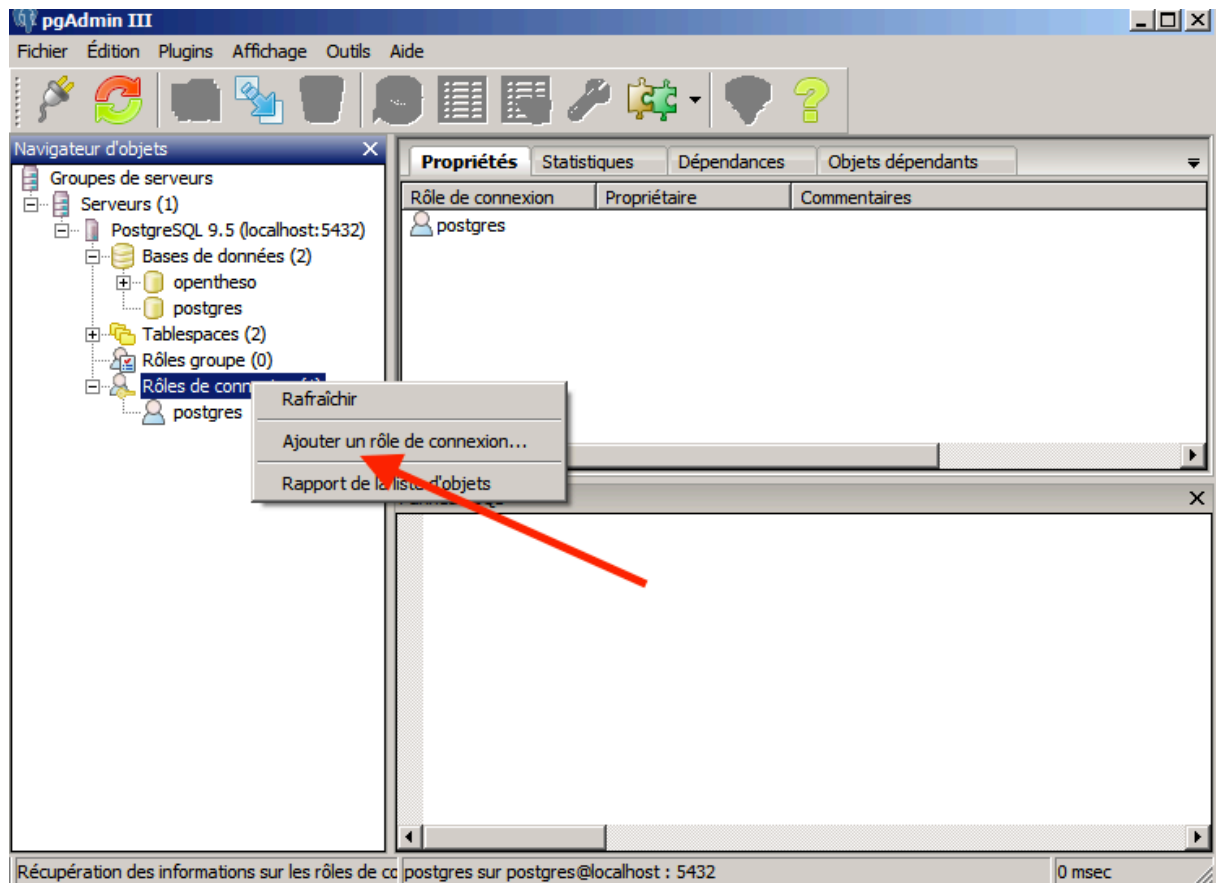 pgAdmin III
Fichier Édition Plugins Affichage Outils Aide
Navigateur d'objets
Groupes de serveurs
Serveurs (1)
PostgreSQL 9.5 (localhost:5432)
Bases de données (2)
opentheso
postgres
Tablespaces (2)
Rôles groupe (0)
Rôles de conn
postgres
Rafraîchir
Ajouter un rôle de connexion...
Rapport de la liste d'objets
Propriétés Statistiques Dépendances Objets dépendants
Rôle de connexion Propriétaire Commentaires
postgres
Récupération des informations sur les rôles de cc
postgres sur postgres@localhost : 5432
0 msec